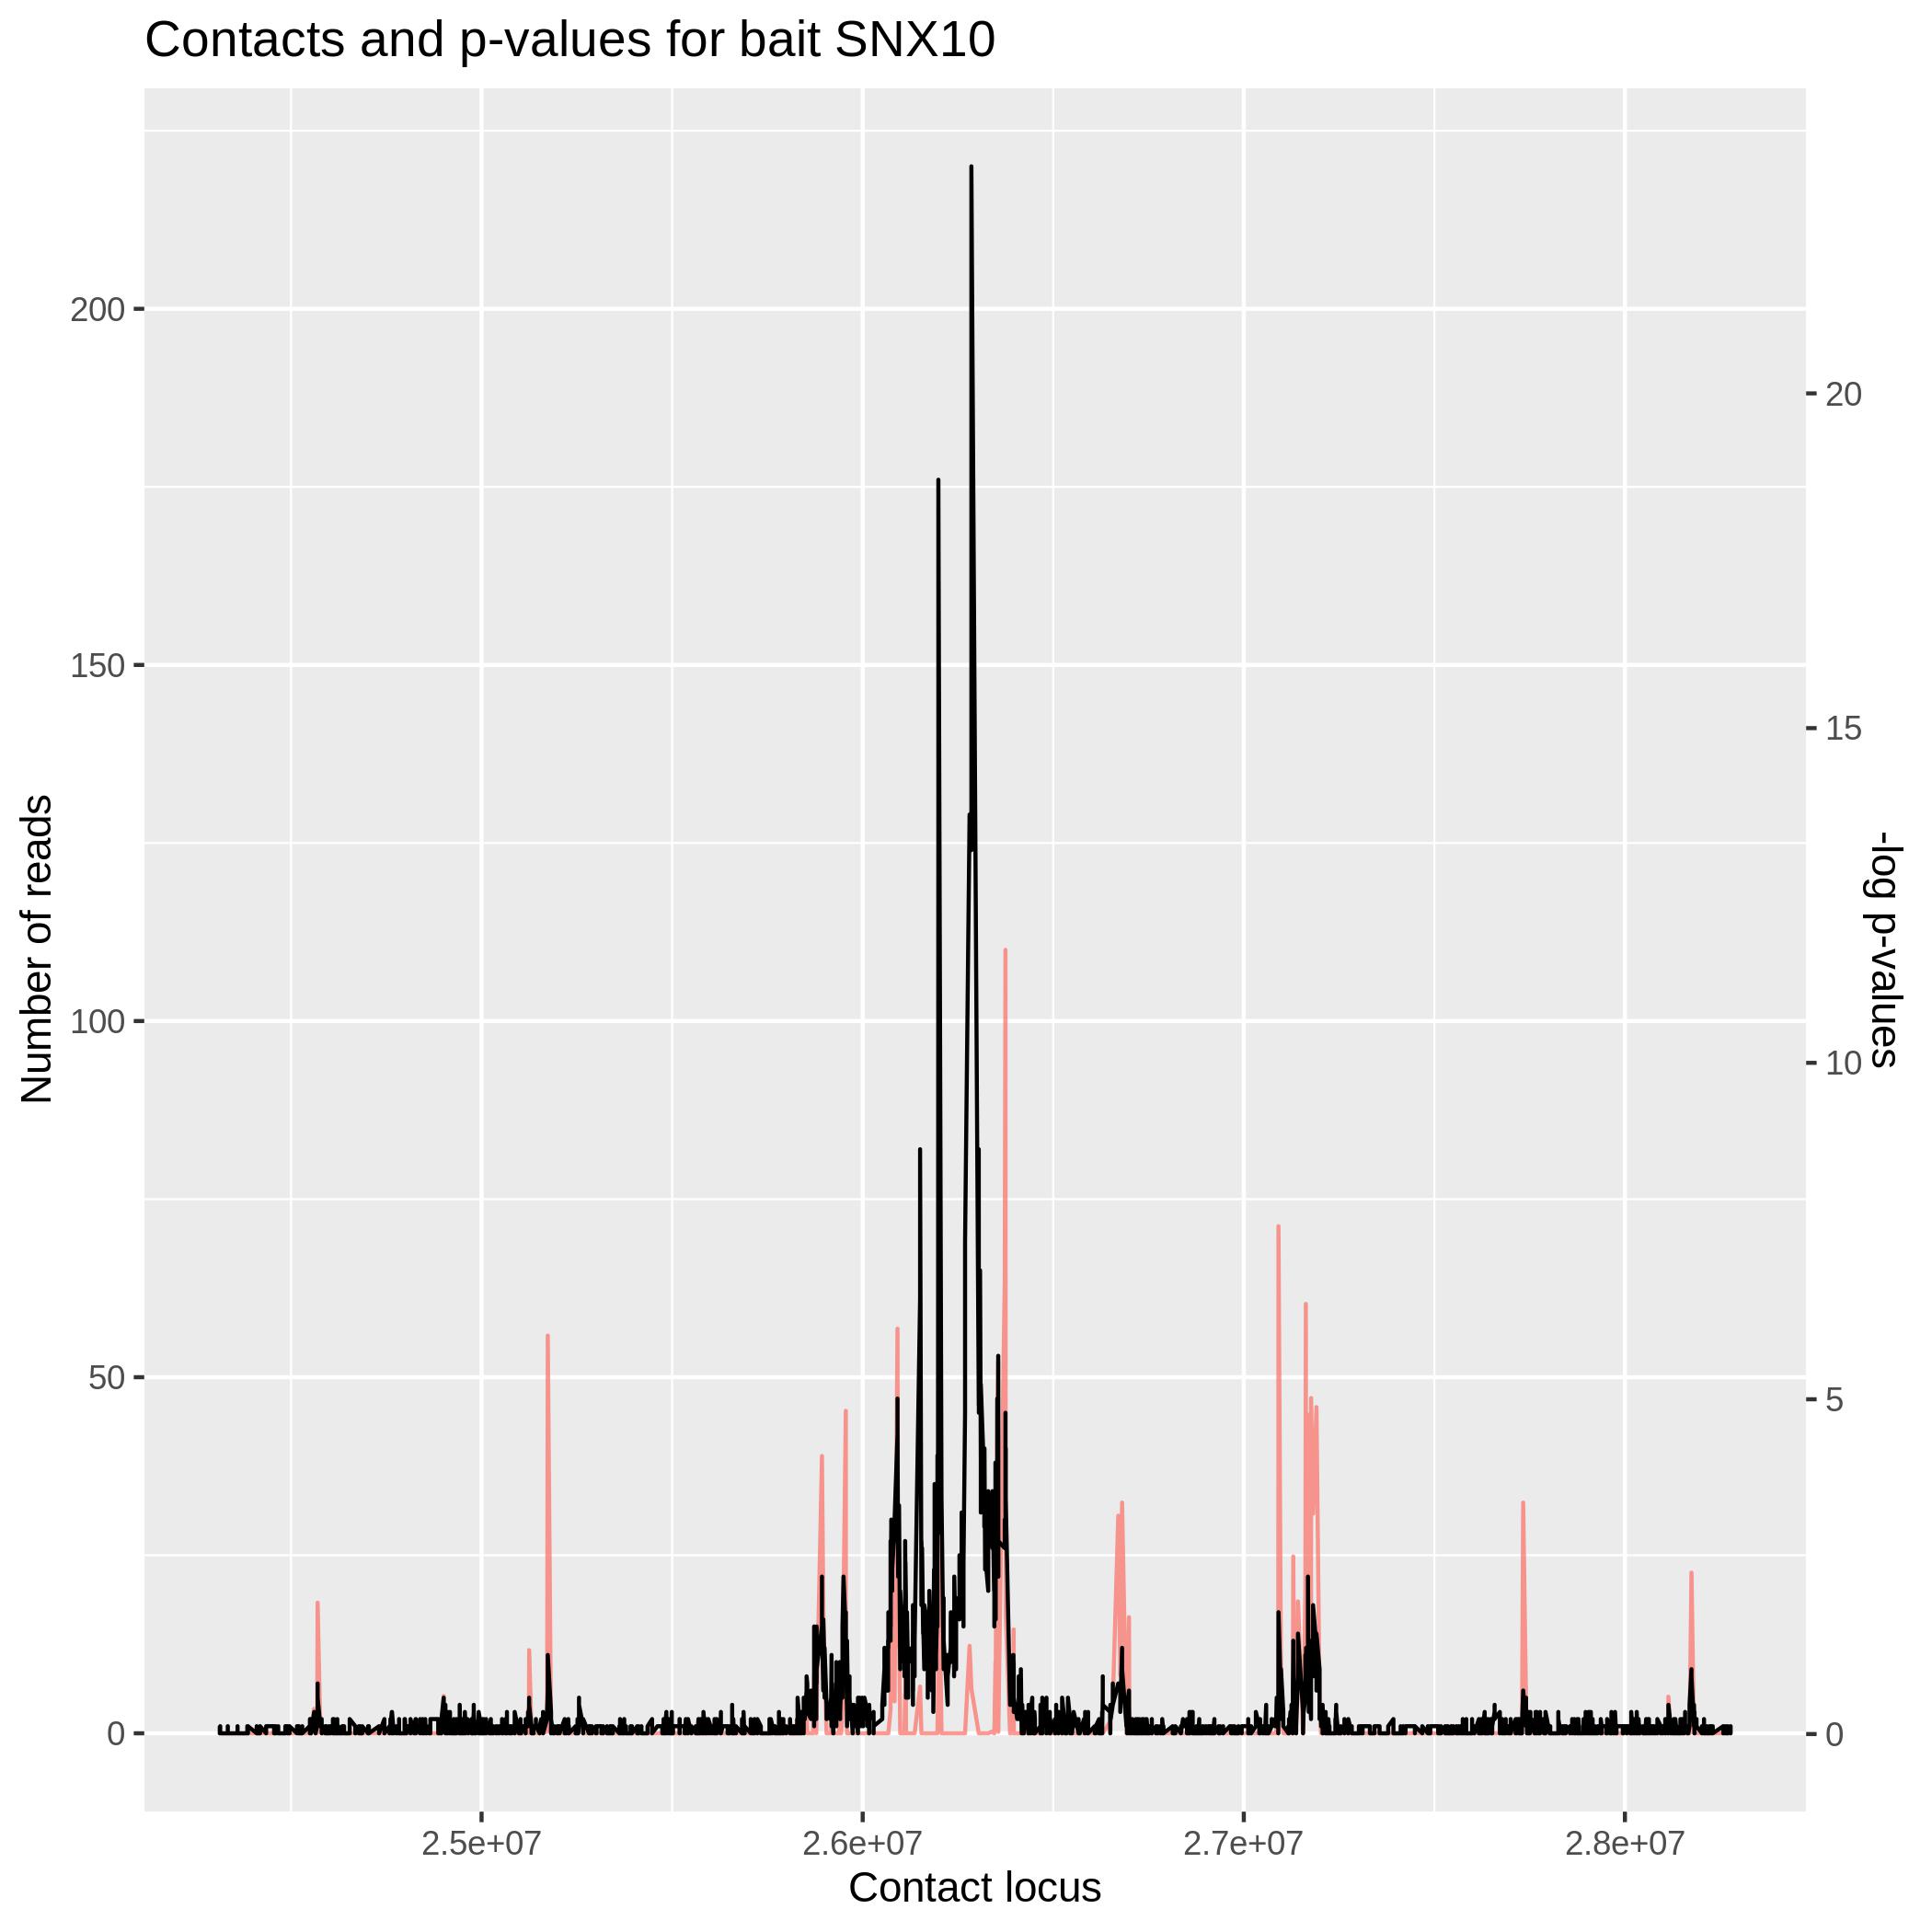 Contacts and p-values for bait SNX10
200
150
100
50
0
Number of reads
20
15
10
5
0
-log p-values
2.5e+07
2.6e+07
2.7e+07
2.8e+07
Contact locus